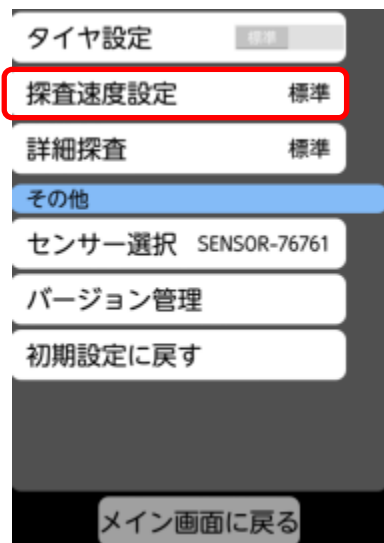 タイヤ設定 標準
探査速度設定 標準
詳細探査 標準
その他
センサー選択 SENSOR-76761
バージョン管理
初期設定に戻す
メイン画面に戻る